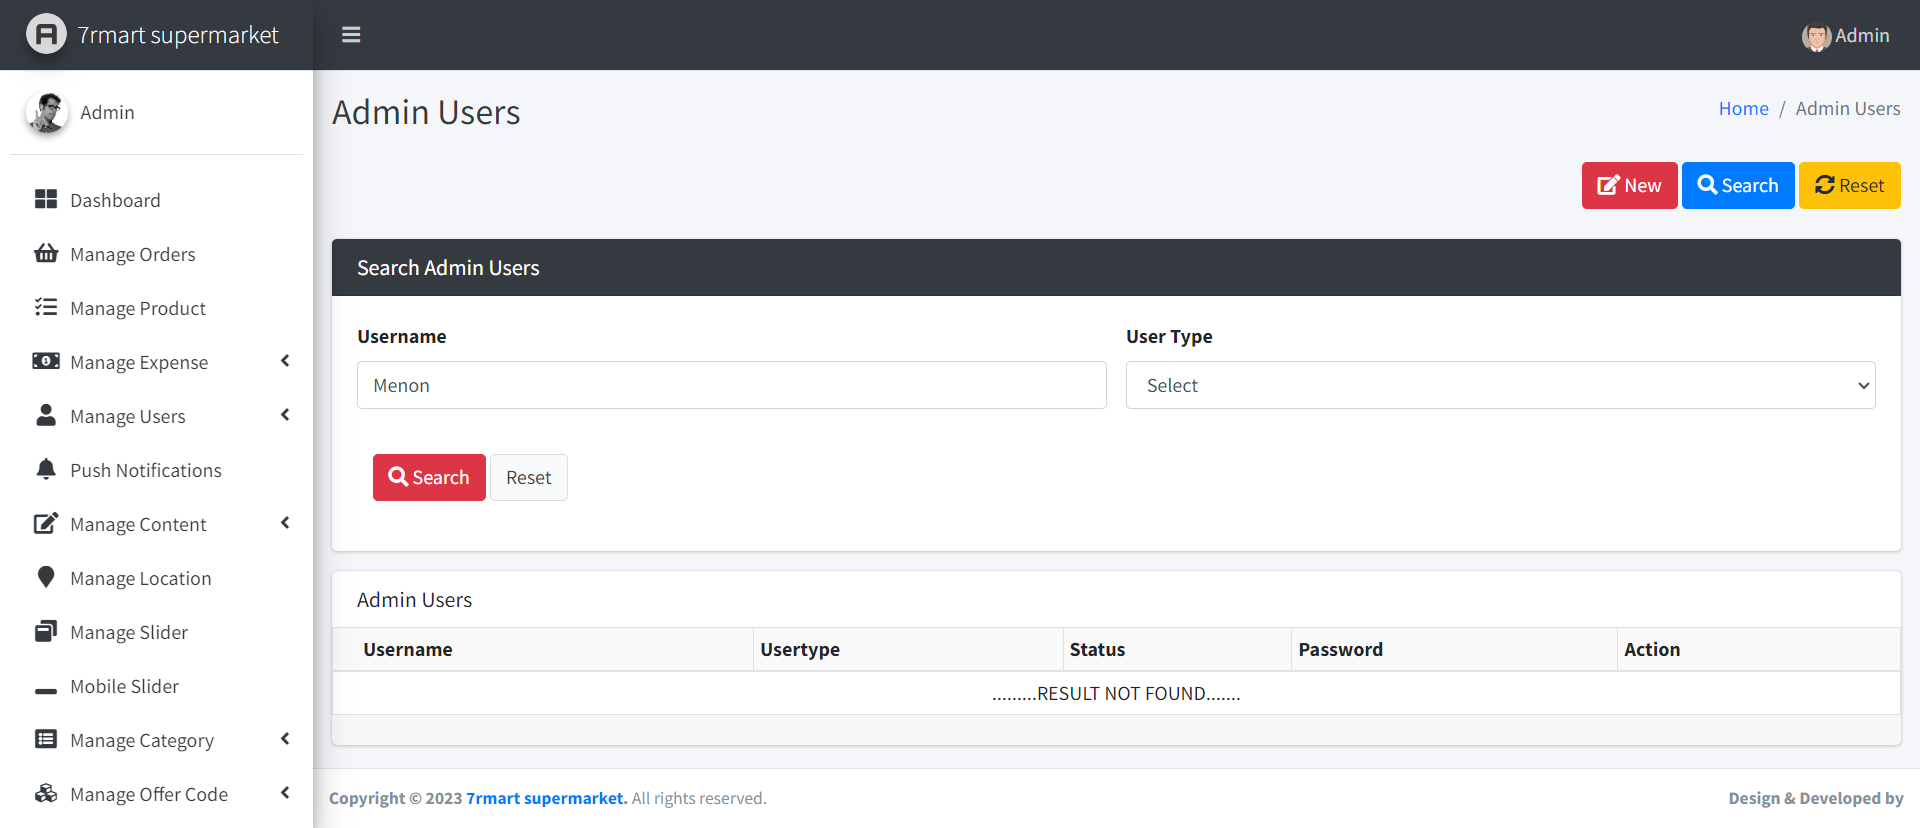 7rmart supermarket
Admin
Admin
Dashboard
Manage Orders
Manage Product
Manage Expense
Manage Users
Push Notifications
Manage Content
Manage Location
Manage Slider
Mobile Slider
Manage Category
Manage Offer Code
Admin Users
Home / Admin Users
New Search Reset
Search Admin Users
Username User Type
Menon Select
Search Reset
Admin Users
Username Usertype Status Password Action
.........RESULT NOT FOUND.......
Copyright © 2023 7rmart supermarket. All rights reserved. Design & Developed by